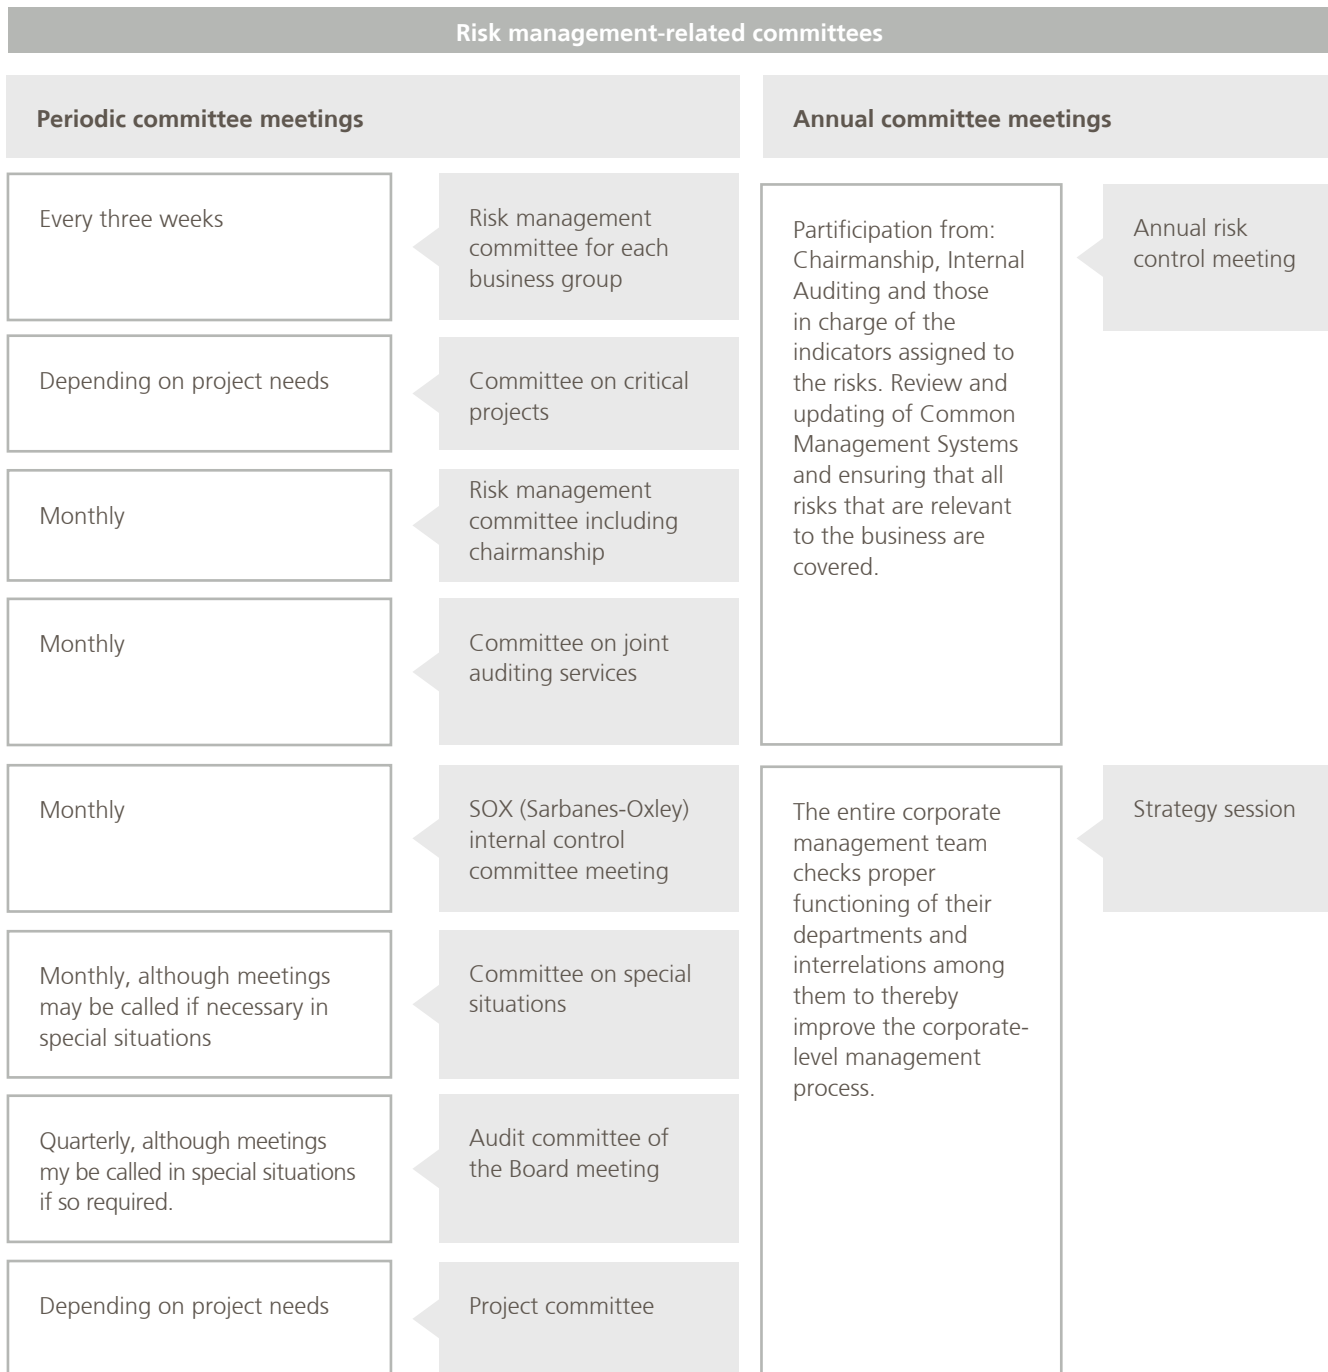 Risk management-related committees
Periodic committee meetings
Every three weeks
Risk management
committee for each
business group
Depending on project needs
Committee on critical
projects
Monthly
Risk management
committee including
chairmanship
Monthly
Committee on joint
auditing services
Monthly
SOX (Sarbanes-Oxley)
internal control
committee meeting
Monthly, although meetings
may be called if necessary in
special situations
Committee on special
situations
Quarterly, although meetings
my be called in special situations
if so required.
Audit committee of
the Board meeting
Depending on project needs
Project committee
Annual committee meetings
Partificipation from:
Chairmanship, Internal
Auditing and those
in charge of the
indicators assigned to
the risks. Review and
updating of Common
Management Systems
and ensuring that all
risks that are relevant
to the business are
covered.
Annual risk
control meeting
The entire corporate
management team
checks proper
functioning of their
departments and
interrelations among
them to thereby
improve the corporate-
level management
process.
Strategy session